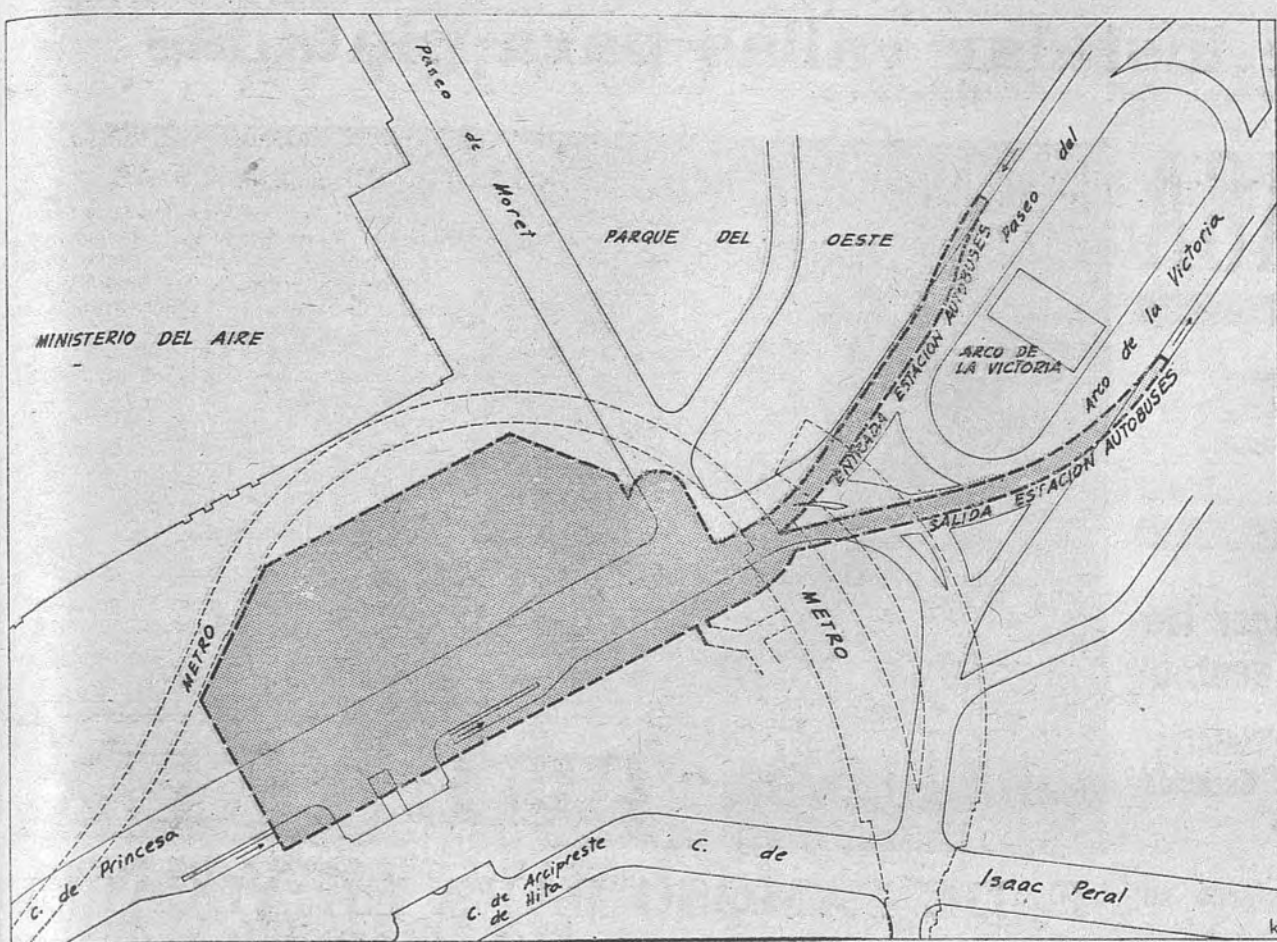 Paseo de Moret
PARQUE DEL OESTE
MINISTERIO DEL AIRE
Paseo del
Arco de la Victoria
ARCO DE
LA VICTORIA
ENTRADA ESTACION AUTOBUSES
SALIDA ESTACION AUTOBUSES
METRO
METRO
C. de Princesa
C. de Arcipreste
de Hita
C. de
Isaac Peral